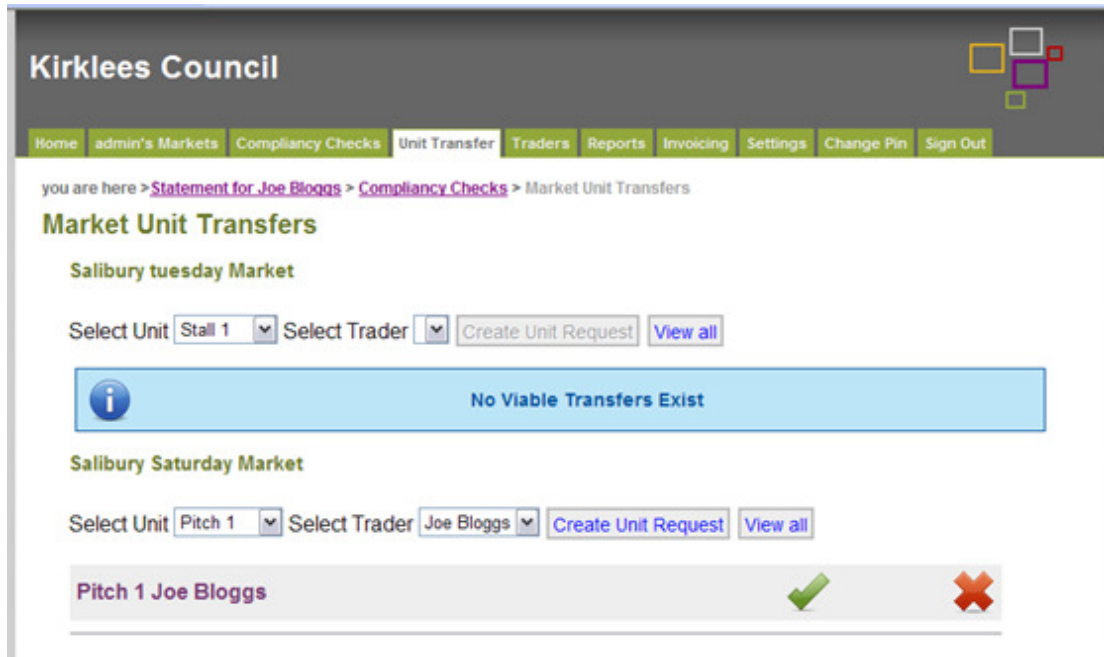 Kirklees Council
Home admin's Markets Compliancy Checks Unit Transfer Traders Reports Invoicing Settings Change Pin Sign Out
you are here >Statement for Joe Bloggs > Compliancy Checks > Market Unit Transfers
Market Unit Transfers
Salibury tuesday Market
Select Unit Stall 1 Select Trader Create Unit Request View all
No Viable Transfers Exist
Salibury Saturday Market
Select Unit Pitch 1 Select Trader Joe Bloggs Create Unit Request View all
Pitch 1 Joe Bloggs